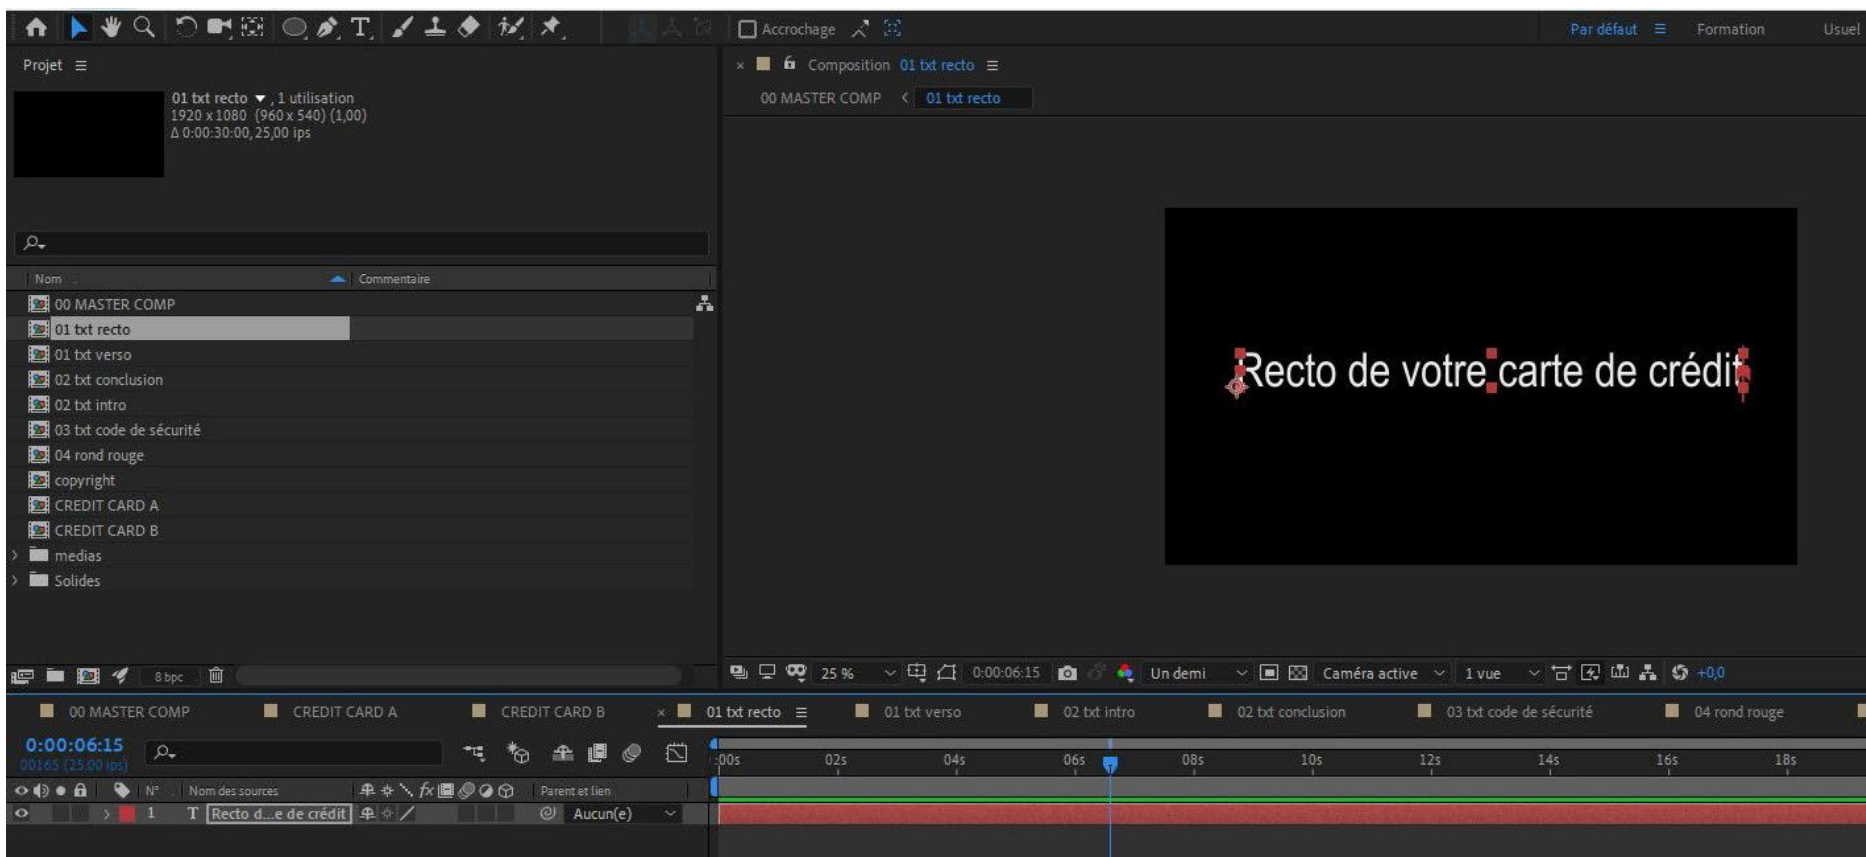 Accrochage
Par défaut
Formation
Usuel
Projet
Composition 01 txt recto
01 txt recto , 1 utilisation
1920 x 1080 (960 x 540) (1,00)
Δ 0:00:30:00, 25,00 ips
00 MASTER COMP 01 txt recto
Nom Commentaire
00 MASTER COMP
01 txt recto
01 txt verso
02 txt conclusion
02 txt intro
03 txt code de sécurité
04 rond rouge
copyright
CREDIT CARD A
CREDIT CARD B
medias
Solides
Recto de votre carte de crédit
8 bpc
25 % 0:00:06:15 Un demi Caméra active 1 vue +0,0
00 MASTER COMP CREDIT CARD A CREDIT CARD B 01 txt recto 01 txt verso 02 txt intro 02 txt conclusion 03 txt code de sécurité 04 rond rouge
0:00:06:15
00165 (25.00 ips)
:00s 02s 04s 06s 08s 10s 12s 14s 16s 18s
N° Nom des sources fx Parent et lien
1 T Recto d...e de crédit Aucun(e)